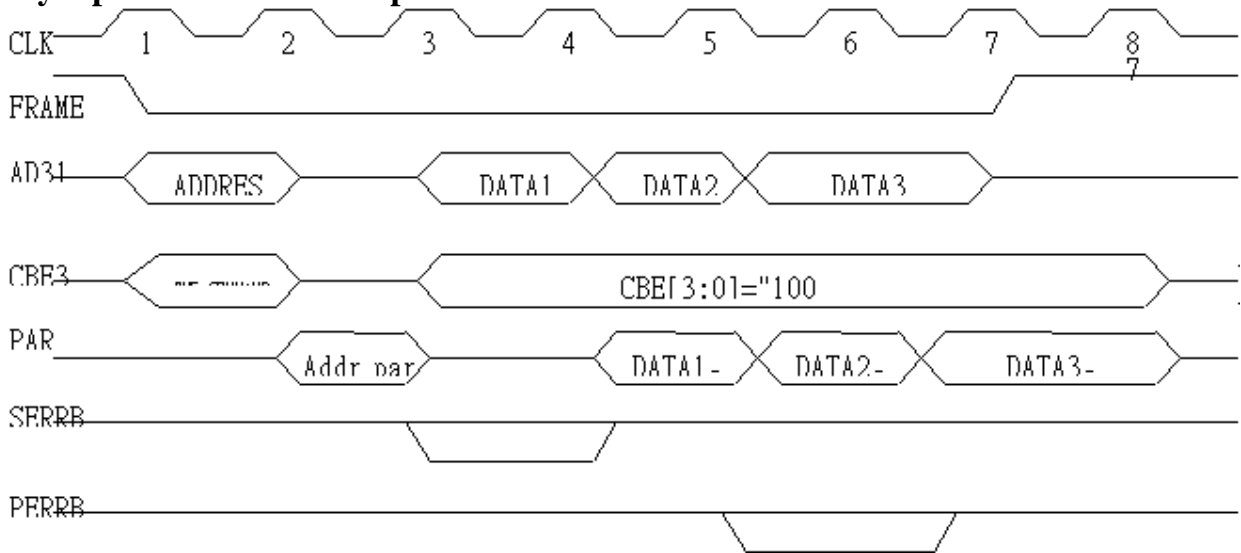 CLK 1 2 3 4 5 6 7 8
7
FRAME
AD31 ADDRES DATA1 DATA2 DATA3
CBE3 CBE[3:0]="100
PAR Addr par DATA1- DATA2- DATA3-
SERRB
PERRB